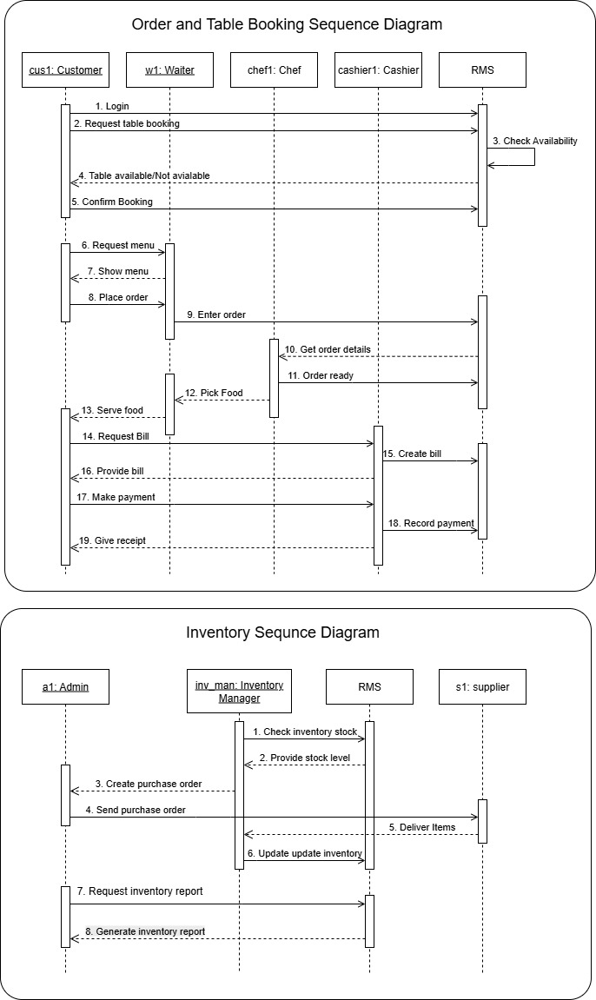 Order and Table Booking Sequence Diagram
cus1: Customer
w1: Waiter
chef1: Chef
cashier1: Cashier
RMS
1. Login
2. Request table booking
3. Check Availability
4. Table available/Not avialable
5. Confirm Booking
6. Request menu
7. Show menu
8. Place order
9. Enter order
10. Get order details
11. Order ready
12. Pick Food
13. Serve food
14. Request Bill
15. Create bill
16. Provide bill
17. Make payment
18. Record payment
19. Give receipt
Inventory Sequnce Diagram
a1: Admin
inv_man: Inventory
Manager
RMS
s1: supplier
1. Check inventory stock
2. Provide stock level
3. Create purchase order
4. Send purchase order
5. Deliver Items
6. Update update inventory
7. Request inventory report
8. Generate inventory report